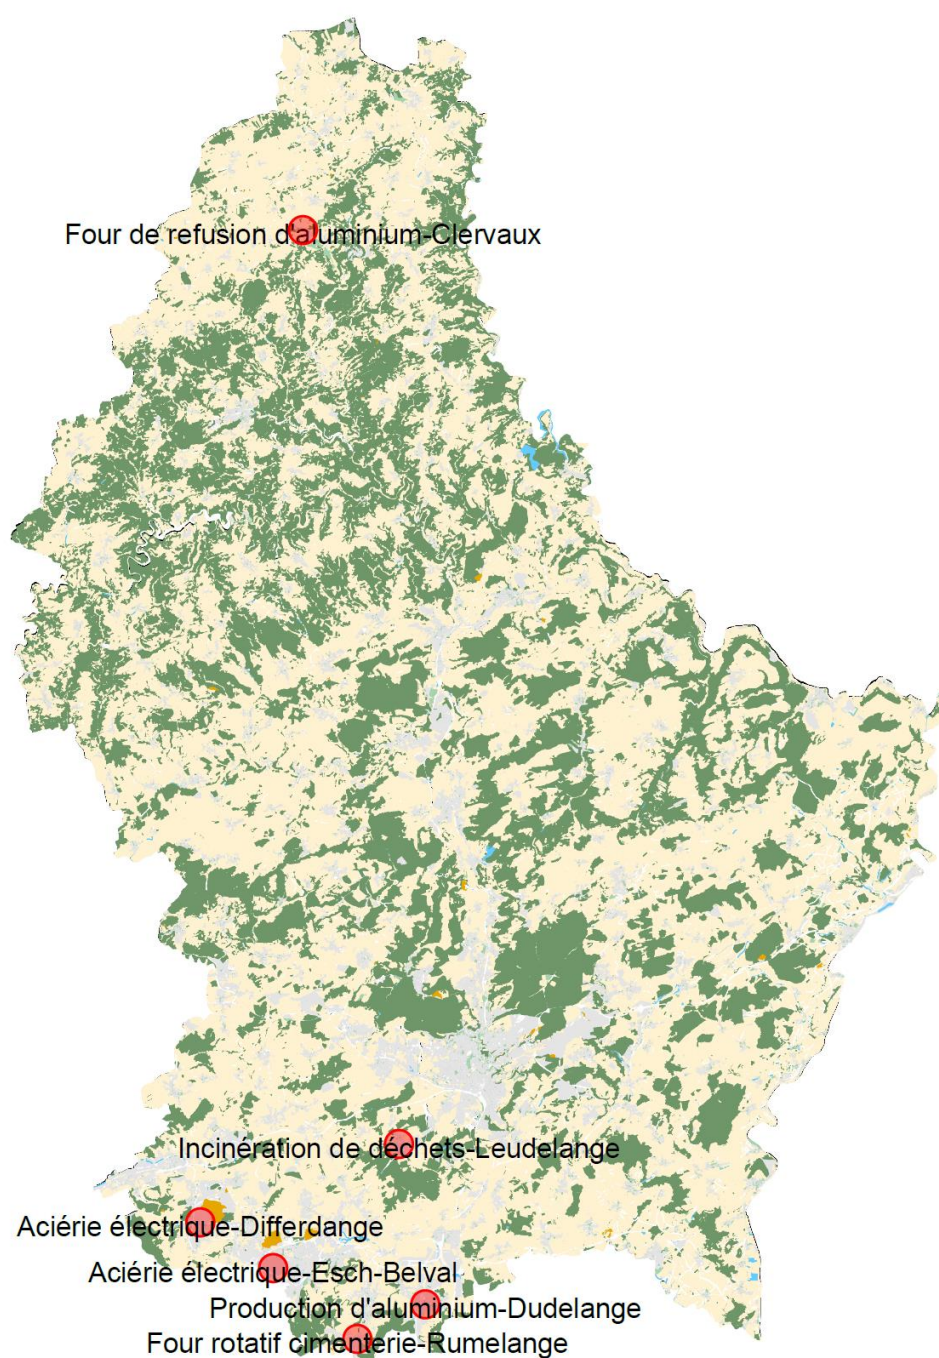 Four de refusion d'aluminium-Clervaux
Incinération de déchets-Leudelange
Aciérie électrique-Differdange
Aciérie électrique-Esch-Belval
Production d'aluminium-Dudelange
Four rotatif cimenterie-Rumelange